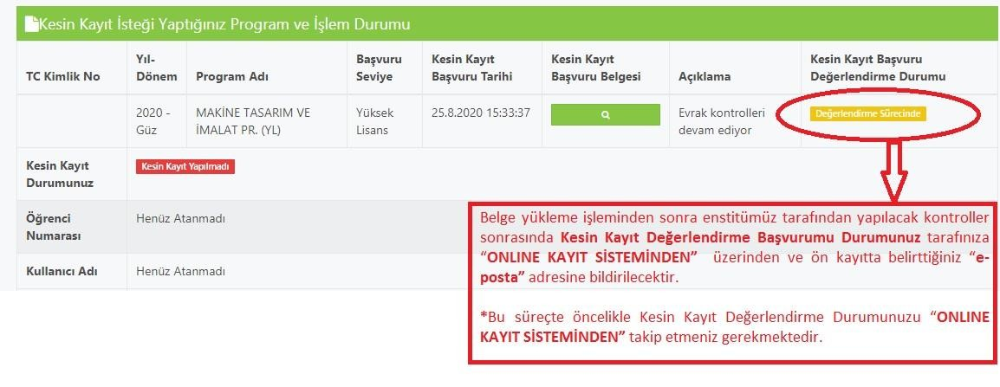 Kesin Kayıt İsteği Yaptığınız Program ve İşlem Durumu
TC Kimlik No
Yıl-
Dönem
Program Adı
Başvuru
Seviye
Kesin Kayıt
Başvuru Tarihi
Kesin Kayıt
Başvuru Belgesi
Açıklama
Kesin Kayıt Başvuru
Değerlendirme Durumu
2020 -
Güz
MAKİNE TASARIM VE
İMALAT PR. (YL)
Yüksek
Lisans
25.8.2020 15:33:37
Evrak kontrolleri
devam ediyor
Değerlendirme Sürecinde
Kesin Kayıt
Durumunuz
Kesin Kayıt Yapılmadı
Öğrenci
Numarası
Henüz Atanmadı
Kullanıcı Adı
Henüz Atanmadı
Belge yükleme işleminden sonra enstitümüz tarafından yapılacak kontroller
sonrasında Kesin Kayıt Değerlendirme Başvurumu Durumunuz tarafınıza
“ONLINE KAYIT SİSTEMİNDEN” üzerinden ve ön kayıtta belirttiğiniz “e-
posta” adresine bildirilecektir.
*Bu süreçte öncelikle Kesin Kayıt Değerlendirme Durumunuzu “ONLINE
KAYIT SİSTEMİNDEN” takip etmeniz gerekmektedir.